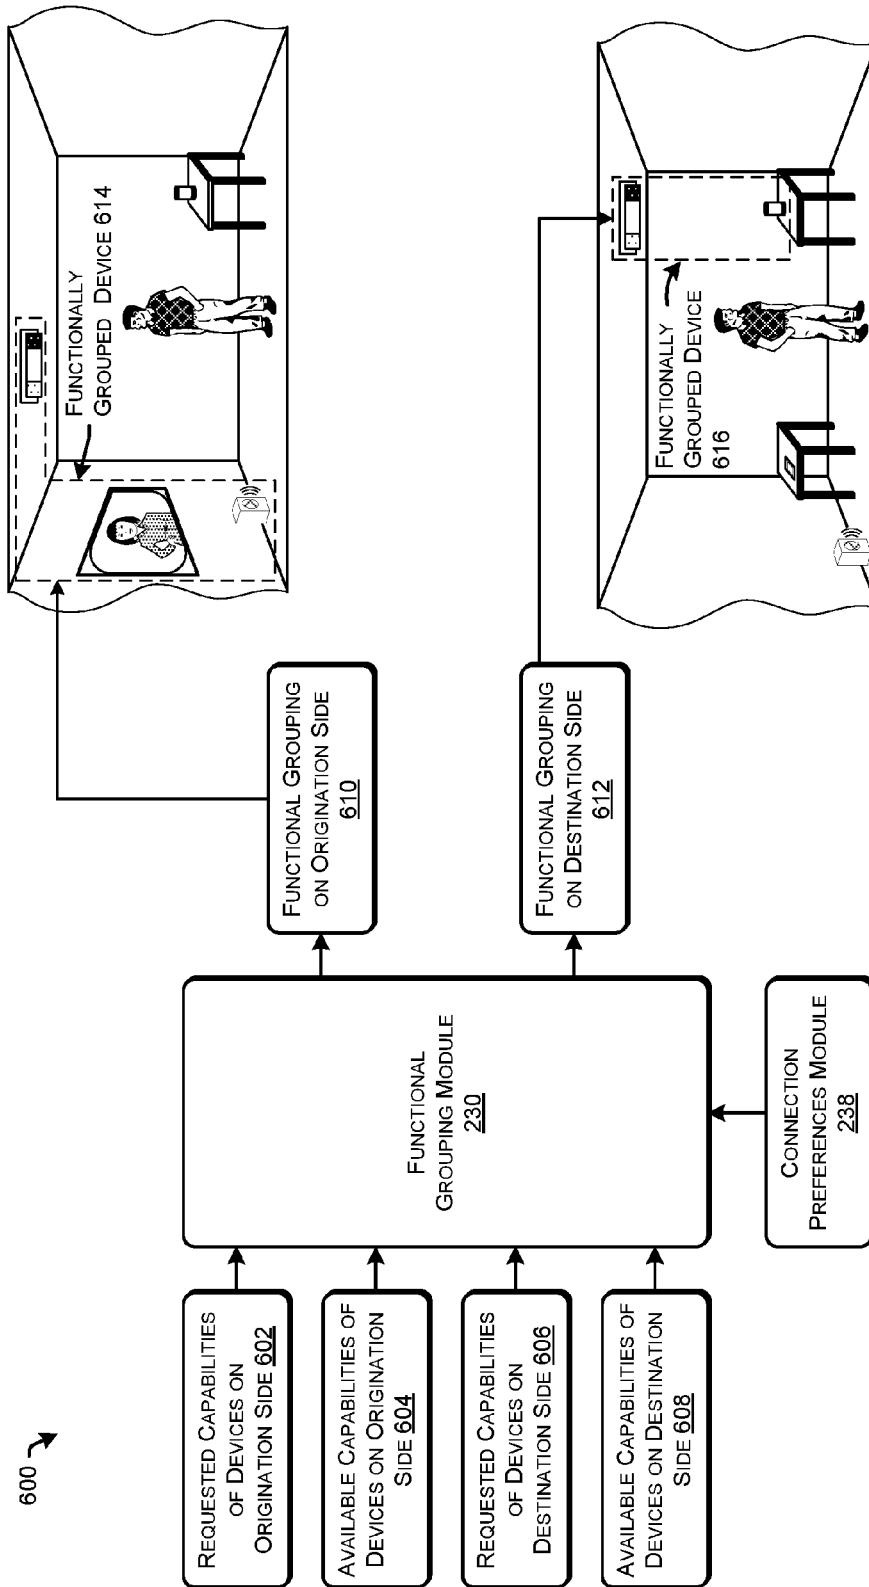 600
REQUESTED CAPABILITIES
OF DEVICES ON
ORIGINATION SIDE 602
AVAILABLE CAPABILITIES OF
DEVICES ON ORIGINATION
SIDE 604
REQUESTED CAPABILITIES
OF DEVICES ON
DESTINATION SIDE 606
AVAILABLE CAPABILITIES OF
DEVICES ON DESTINATION
SIDE 608
FUNCTIONAL
GROUPING MODULE
230
CONNECTION
PREFERENCES MODULE
238
FUNCTIONAL GROUPING
ON ORIGINATION SIDE
610
FUNCTIONAL GROUPING
ON DESTINATION SIDE
612
FUNCTIONALLY
GROUPED DEVICE 614
FUNCTIONALLY
GROUPED DEVICE
616